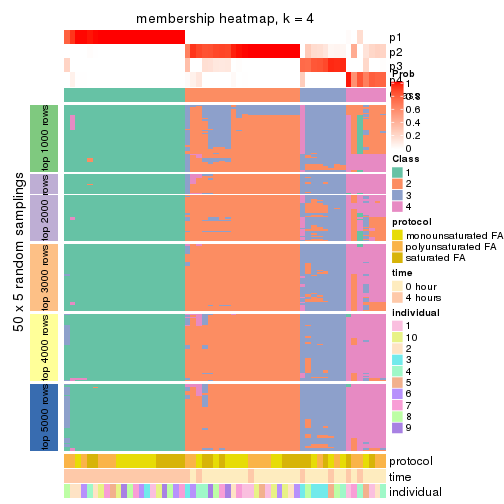 membership heatmap, k = 4
p1
p2
p3
p4
Prob
1
0.8
0.6
0.4
0.2
0
Class
1
2
3
4
protocol
monounsaturated FA
polyunsaturated FA
saturated FA
time
0 hour
4 hours
individual
1
10
2
3
4
5
6
7
8
9
50 x 5 random samplings
top 1000 rows
top 2000 rows
top 3000 rows
top 4000 rows
top 5000 rows
protocol
time
individual